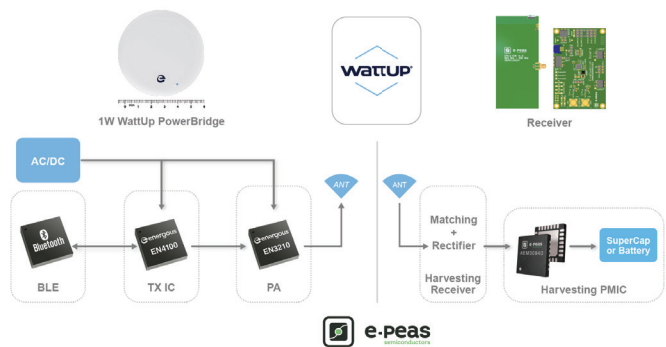 WATTUP
1W WattUp PowerBridge
e-peas
Receiver
AC/DC
ANT
ANT
Bluetooth
energous
EN4100
energous
EN3210
Matching
+
Rectifier
Harvesting
Receiver
e-peas
SuperCap
or Battery
BLE
TX IC
PA
Harvesting PMIC
e-peas
semiconductors